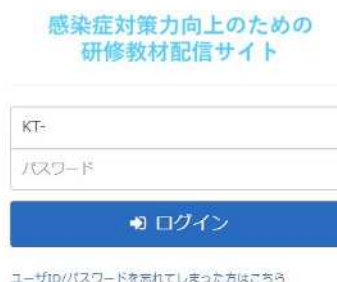 感染症対策力向上のための
研修教材配信サイト
KT-
パスワード
ログイン
ユーザID/パスワードを忘れてしまった方はこちら